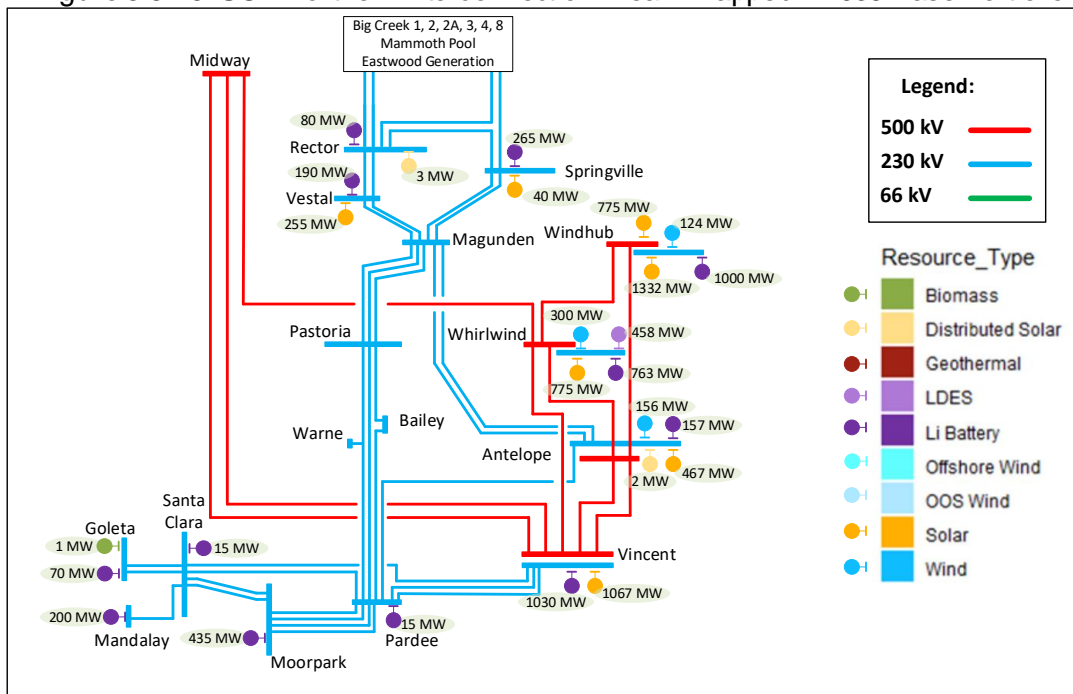 Big Creek 1, 2, 2A, 3, 4, 8
Mammoth Pool
Eastwood Generation
Midway
Legend:
500 kV
230 kV
66 kV
80 MW
Rector
3 MW
265 MW
Springville
40 MW
190 MW
Vestal
255 MW
Magunden
775 MW
124 MW
Windhub
1332 MW
1000 MW
Resource_Type
Biomass
Distributed Solar
Geothermal
LDES
Li Battery
Offshore Wind
OOS Wind
Solar
Wind
Pastoria
300 MW
Whirlwind
458 MW
775 MW
763 MW
Bailey
Warne
156 MW
157 MW
Antelope
2 MW
467 MW
Santa
Clara
Goleta
1 MW
15 MW
70 MW
Vincent
1030 MW
1067 MW
200 MW
Mandalay
435 MW
Moorpark
15 MW
Pardee